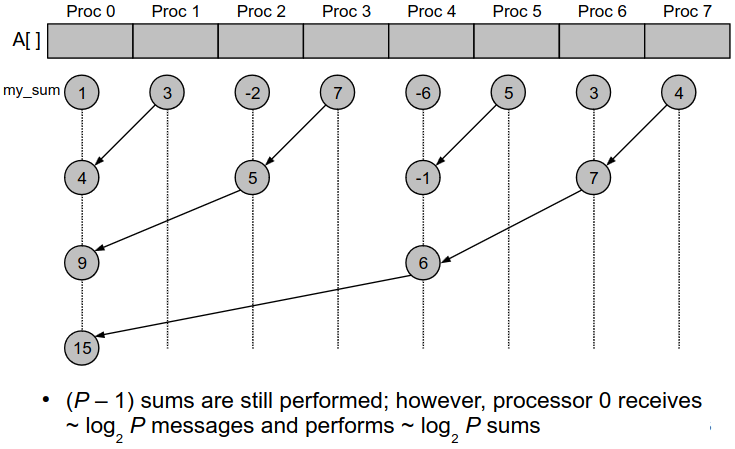 Proc 0 Proc 1 Proc 2 Proc 3 Proc 4 Proc 5 Proc 6 Proc 7
A[ ]
my_sum 1 3 -2 7 -6 5 3 4
4 5 -1 7
9 6
15
• (P – 1) sums are still performed; however, processor 0 receives
~ log2 P messages and performs ~ log2 P sums